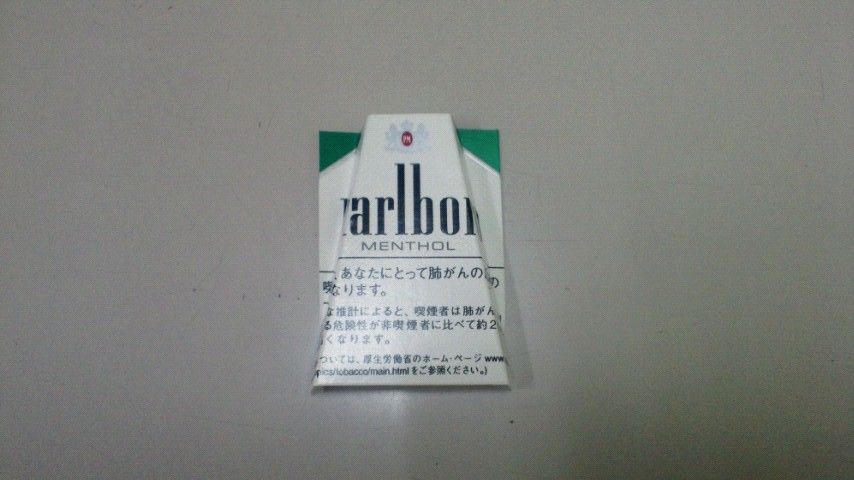 PM
arlbor
MENTHOL
、あなたにとって肺がんの
喫なります。
な推計によると、喫煙者は肺がん
る危険性が非喫煙者に比べて約2
くなります。
ついては、厚生労働省のホーム・ページ www
pics/tobacco/main.html をご参照ください。)